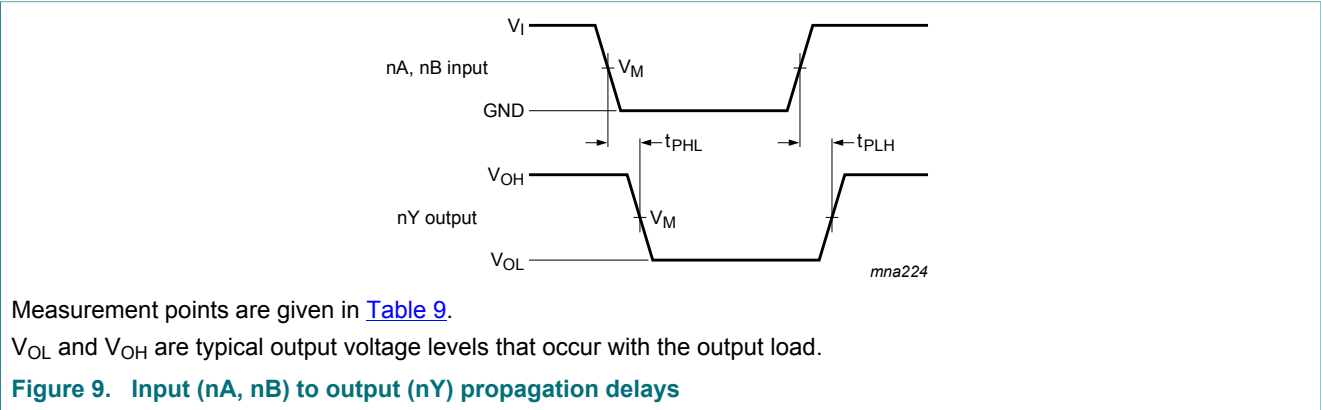 VI
nA, nB input
VM
GND
tPHL
tPLH
VOH
nY output
VM
VOL
mna224
Measurement points are given in Table 9.
VOL and VOH are typical output voltage levels that occur with the output load.
Figure 9. Input (nA, nB) to output (nY) propagation delays